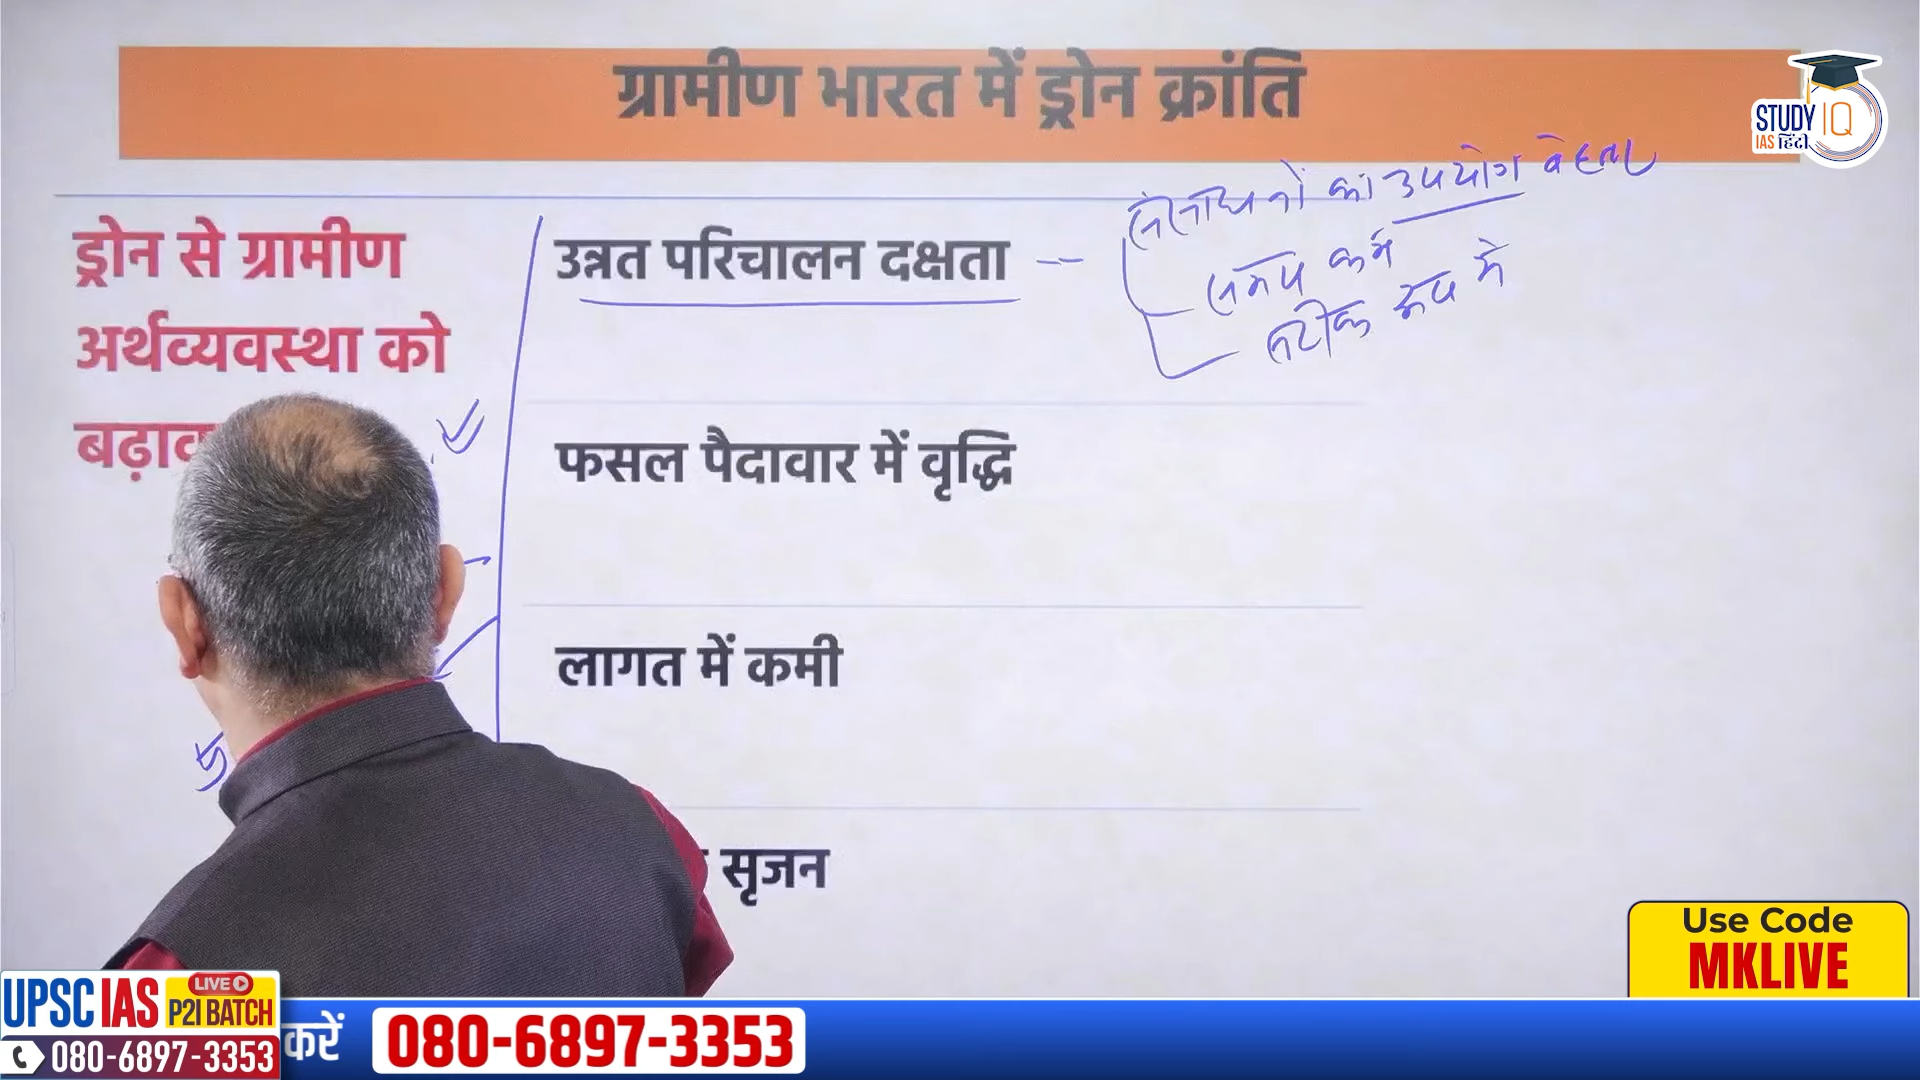 ग्रामीण भारत में ड्रोन क्रांति
STUDY IQ
IAS हिंदी
ड्रोन से ग्रामीण
अर्थव्यवस्था को
उन्नत परिचालन दक्षता
संसाधनों का उपयोग बेहतर
समय कम
सटीक रूप में
फसल पैदावार में वृद्धि
लागत में कमी
सृजन
Use Code
MKLIVE
UPSC IAS
LIVE
P2I BATCH
080-6897-3353
करें
080-6897-3353